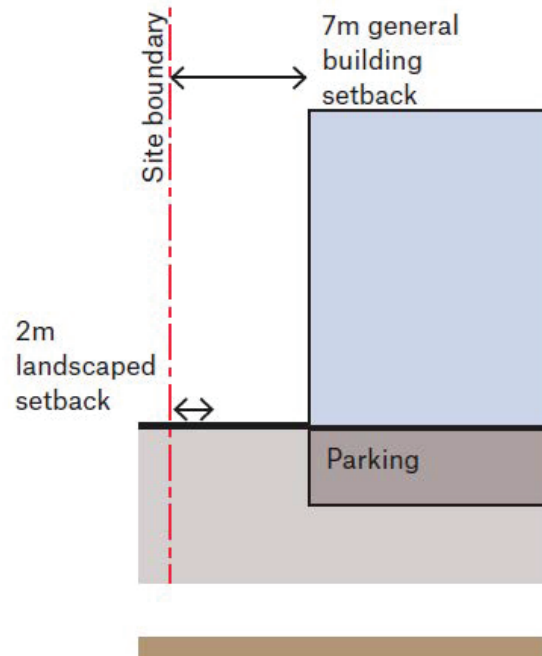 Site boundary
7m general
building
setback
2m
landscaped
setback
Parking